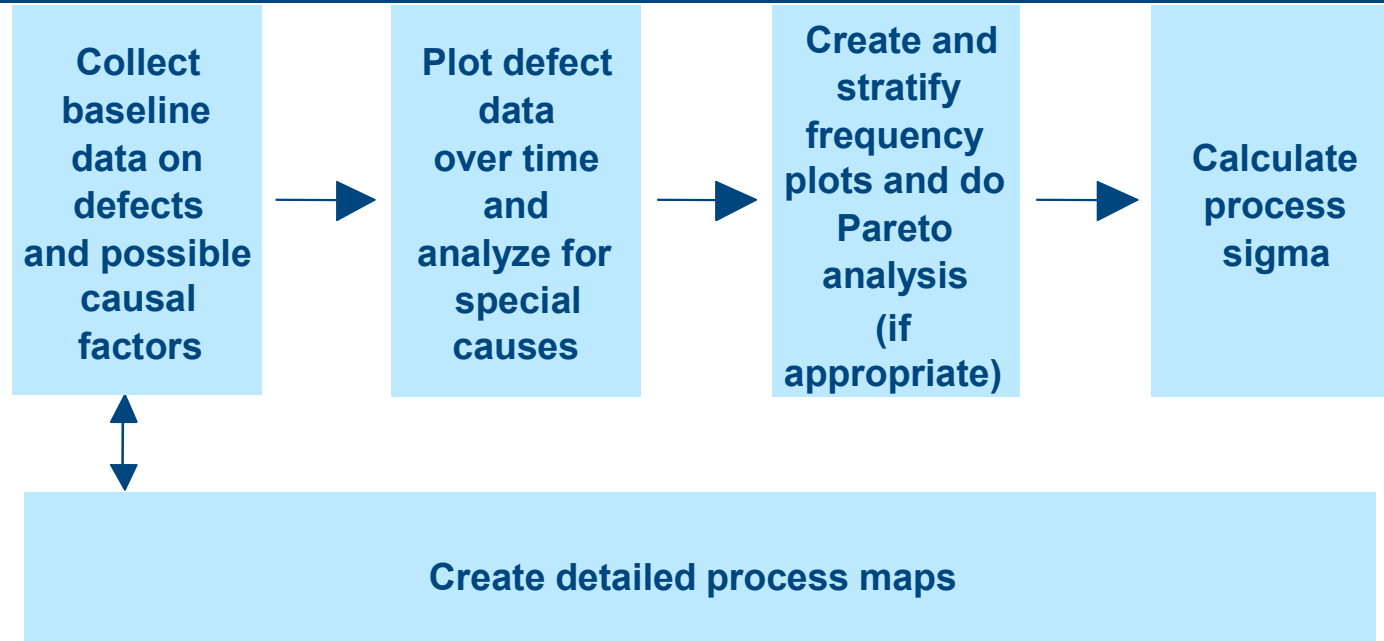 Collect
baseline
data on
defects
and possible
causal
factors
Plot defect
data
over time
and
analyze for
special
causes
Create and
stratify
frequency
plots and do
Pareto
analysis
(if
appropriate)
Calculate
process
sigma
Create detailed process maps